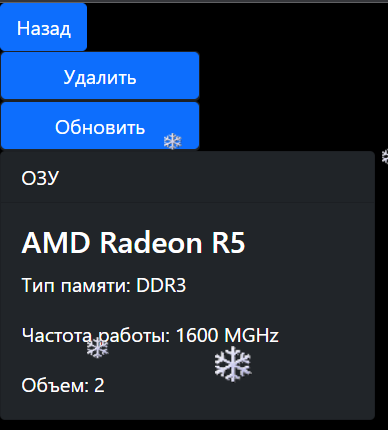 Назад
Удалить
Обновить
ОЗУ
AMD Radeon R5
Тип памяти: DDR3
Частота работы: 1600 MGHz
Объем: 2